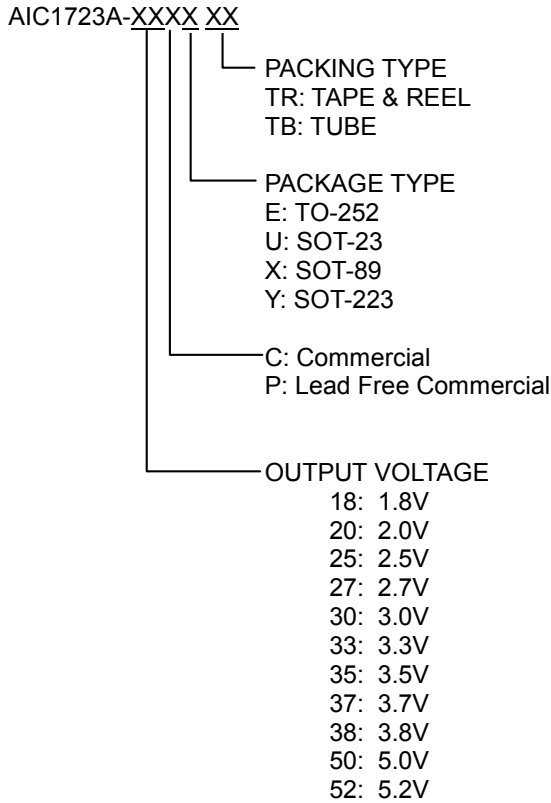 AIC1723A-XXXX XX
PACKING TYPE
TR: TAPE & REEL
TB: TUBE
PACKAGE TYPE
E: TO-252
U: SOT-23
X: SOT-89
Y: SOT-223
C: Commercial
P: Lead Free Commercial
OUTPUT VOLTAGE
18: 1.8V
20: 2.0V
25: 2.5V
27: 2.7V
30: 3.0V
33: 3.3V
35: 3.5V
37: 3.7V
38: 3.8V
50: 5.0V
52: 5.2V